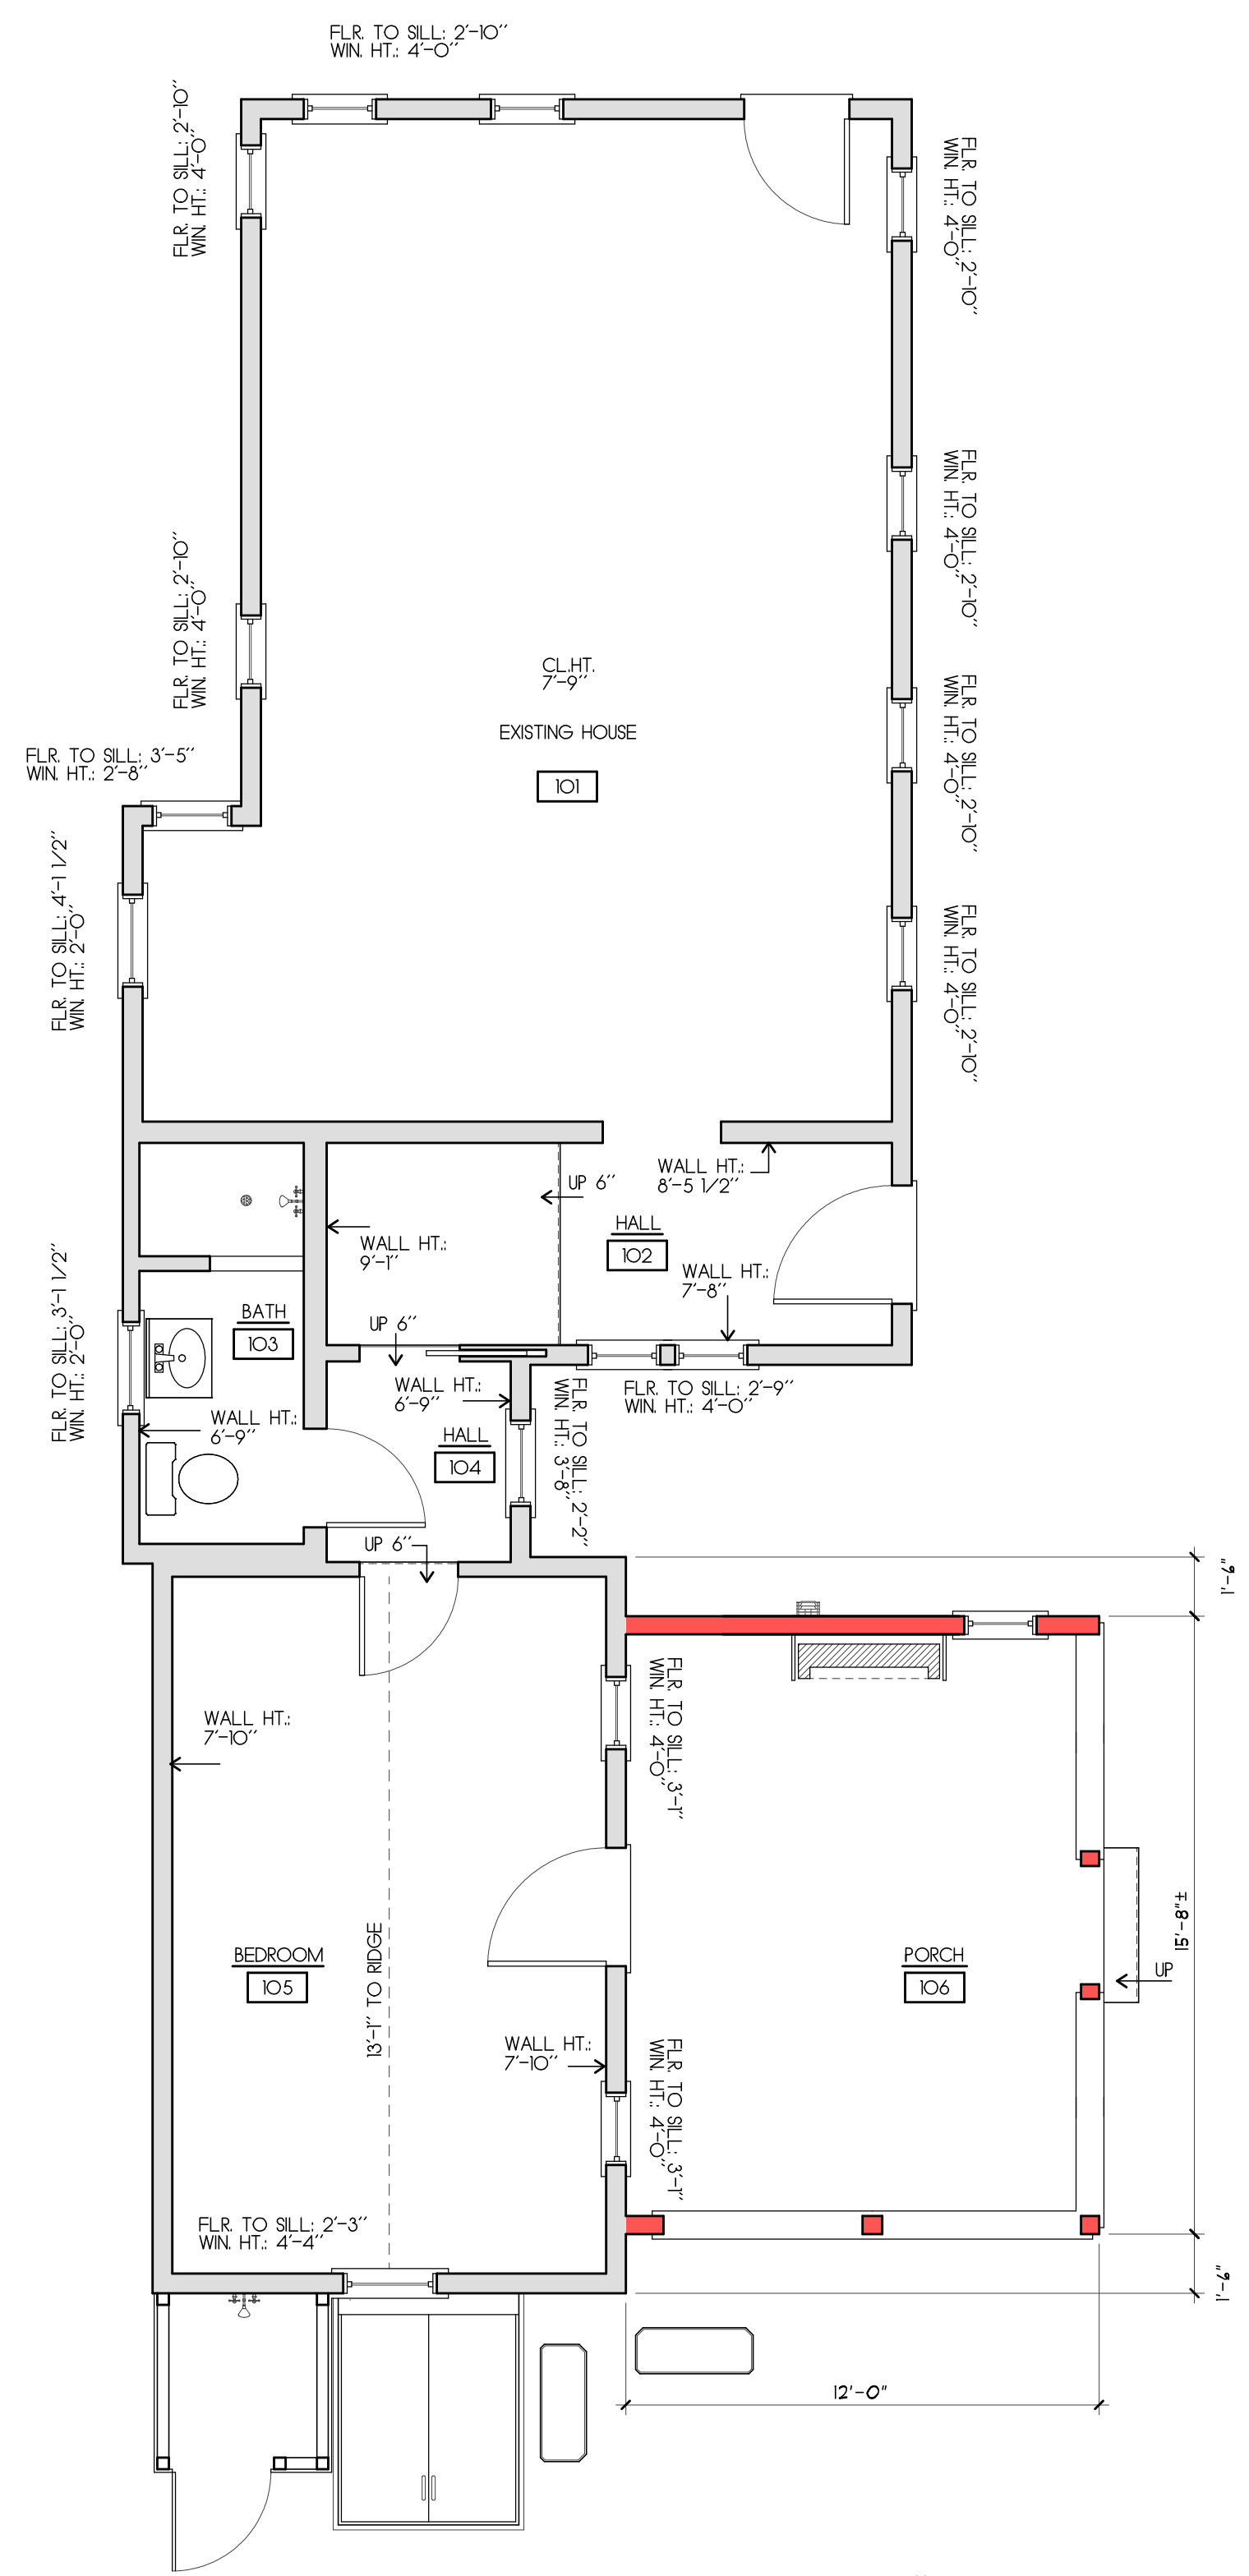 FLR. TO SILL: 2'-10"
WIN. HT.: 4'-0"
FLR. TO SILL: 2'-10"
WIN. HT.: 4'-0"
FLR. TO SILL: 2'-10"
WIN. HT.: 4'-0"
FLR. TO SILL: 2'-10"
WIN. HT.: 4'-0"
FLR. TO SILL: 2'-10"
WIN. HT.: 4'-0"
CL.HT.
7'-9"
EXISTING HOUSE
101
FLR. TO SILL: 2'-10"
WIN. HT.: 4'-0"
FLR. TO SILL: 3'-5"
WIN. HT.: 2'-8"
FLR. TO SILL: 4'-1 1/2"
WIN. HT.: 2'-0"
FLR. TO SILL: 2'-10"
WIN. HT.: 4'-0"
WALL HT.:
8'-5 1/2"
UP 6"
HALL
102
WALL HT.:
9'-1"
WALL HT.:
7'-8"
FLR. TO SILL: 3'-1 1/2"
WIN. HT.: 2'-0"
BATH
103
UP 6"
WALL HT.:
6'-9"
FLR. TO SILL: 2'-9"
WIN. HT.: 4'-0"
WALL HT.:
6'-9"
HALL
104
FLR. TO SILL: 2'-2"
WIN. HT.: 3'-8"
UP 6"
1'-6"
FLR. TO SILL: 3'-1"
WIN. HT.: 4'-0"
WALL HT.:
7'-10"
15'-8"±
BEDROOM
105
13'-1" TO RIDGE
PORCH
106
UP
WALL HT.:
7'-10"
FLR. TO SILL: 3'-1"
WIN. HT.: 4'-0"
FLR. TO SILL: 2'-3"
WIN. HT.: 4'-4"
1'-6"
12'-0"